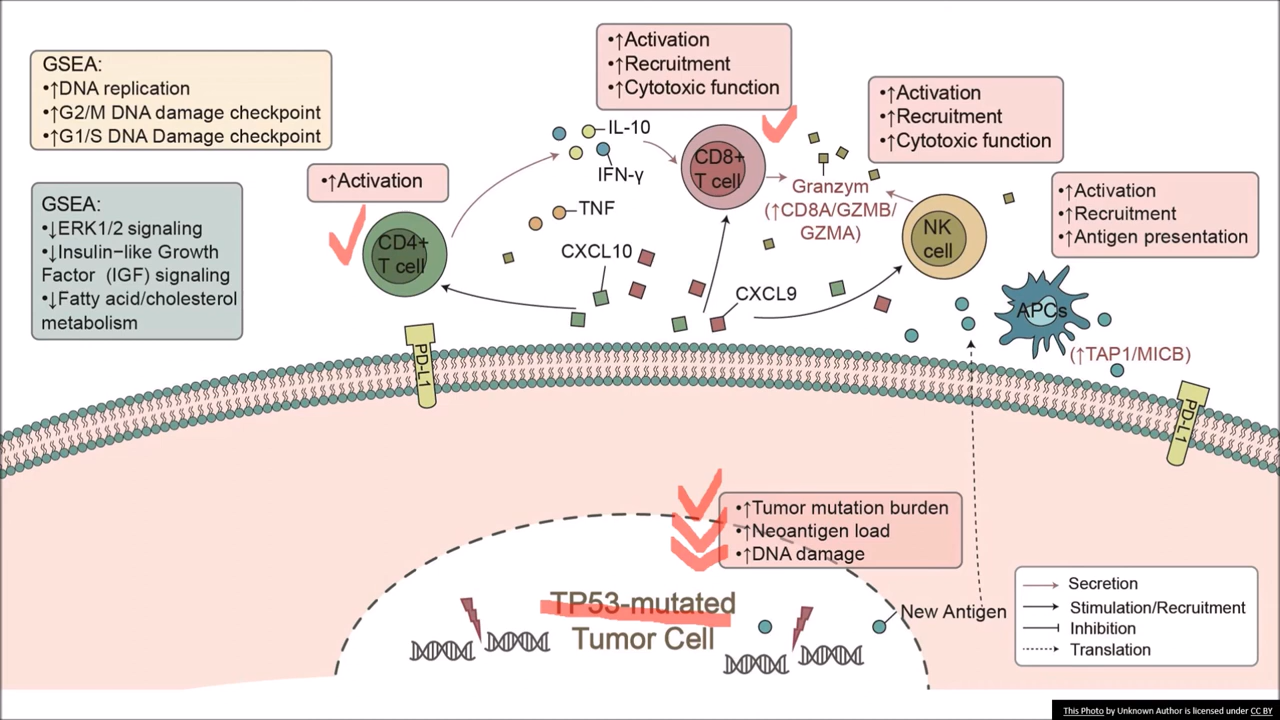 GSEA:
•↑DNA replication
•↑G2/M DNA damage checkpoint
•↑G1/S DNA Damage checkpoint
GSEA:
•↓ERK1/2 signaling
•↓Insulin–like Growth
Factor (IGF) signaling
•↓Fatty acid/cholesterol
metabolism
•↑Activation
CD4+
T cell
•↑Activation
•↑Recruitment
•↑Cytotoxic function
IL-10
IFN-γ
TNF
CXCL10
CXCL9
CD8+
T cell
Granzym
(↑CD8A/GZMB/
GZMA)
•↑Activation
•↑Recruitment
•↑Cytotoxic function
NK
cell
•↑Activation
•↑Recruitment
•↑Antigen presentation
APCs
(↑TAP1/MICB)
PD-L1
PD-L1
•↑Tumor mutation burden
•↑Neoantigen load
•↑DNA damage
TP53-mutated
Tumor Cell
New Antigen
Secretion
Stimulation/Recruitment
Inhibition
Translation
This Photo by Unknown Author is licensed under CC BY